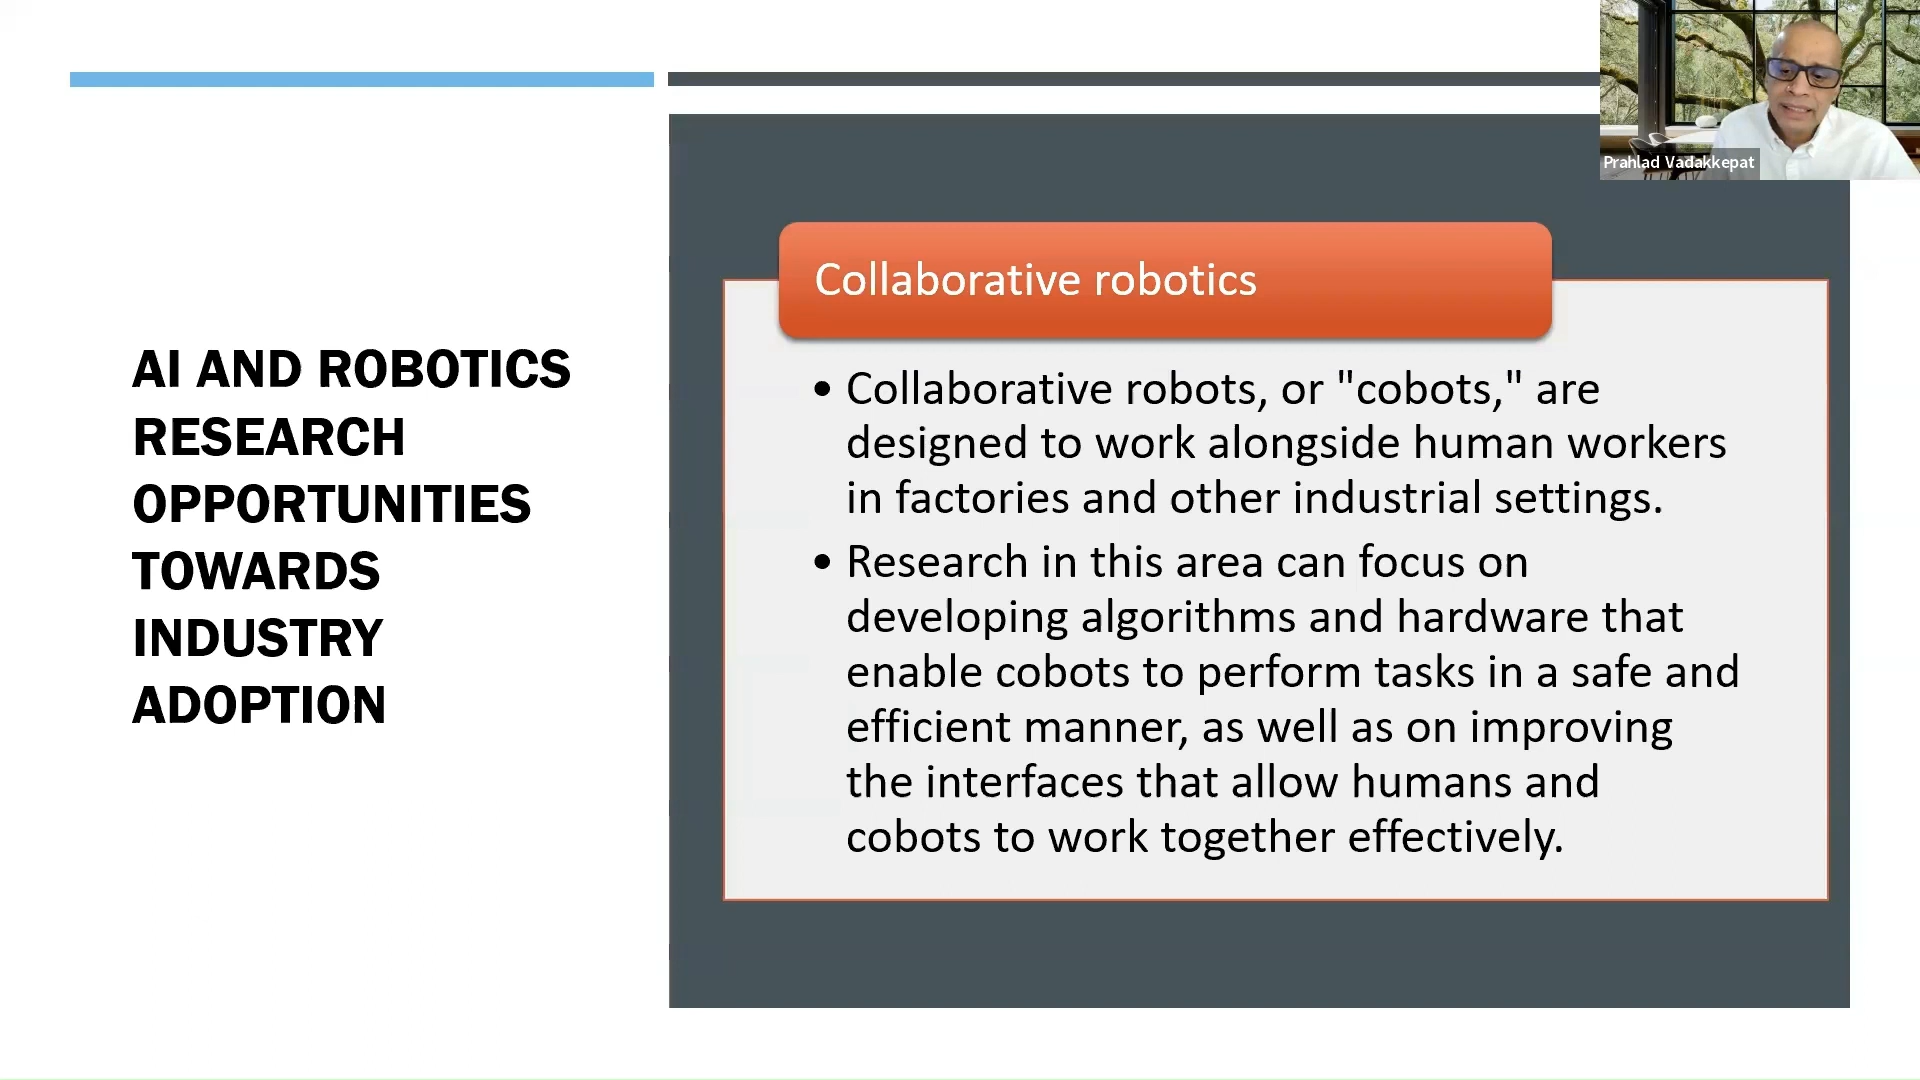 AI AND ROBOTICS
RESEARCH
OPPORTUNITIES
TOWARDS
INDUSTRY
ADOPTION
Collaborative robotics
• Collaborative robots, or "cobots," are
designed to work alongside human workers
in factories and other industrial settings.
• Research in this area can focus on
developing algorithms and hardware that
enable cobots to perform tasks in a safe and
efficient manner, as well as on improving
the interfaces that allow humans and
cobots to work together effectively.
Prahlad Vadakkepat